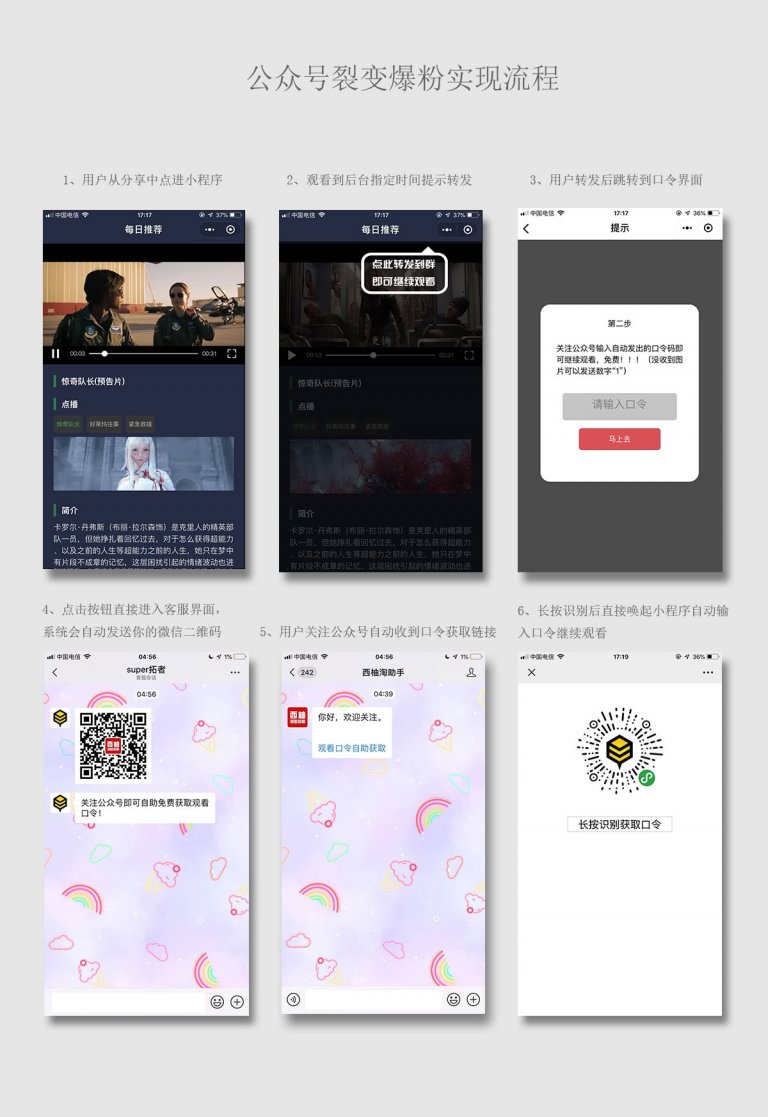 公众号裂变爆粉实现流程
1、用户从分享中点进小程序
2、观看到后台指定时间提示转发
3、用户转发后跳转到口令界面
中国电信
17:17
37%
每日推荐
00:03
00:31
惊奇队长(预告片)
点播
惊奇队长
好莱坞往事
紧急救援
简介
卡罗尔·丹弗斯（布丽·拉尔森饰）是克里人的精英部
队一员，但她挣扎着回忆过去，对于怎么获得超能力
、以及之前的人生等超能力之前的人生，她只在梦中
有片段不成章的记忆。这层困扰引起的情绪波动也进
中国电信
17:17
37%
每日推荐
点此转发到群
即可继续观看
00:13
00:31
惊奇队长(预告片)
点播
惊奇队长
好莱坞往事
紧急救援
简介
卡罗尔·丹弗斯（布丽·拉尔森饰）是克里人的精英部
队一员，但她挣扎着回忆过去，对于怎么获得超能力
、以及之前的人生等超能力之前的人生，她只在梦中
有片段不成章的记忆。这层困扰引起的情绪波动也进
中国电信
17:17
36%
提示
第二步
关注公众号输入自动发出的口令码即
可继续观看，免费！！！（没收到图
片可以发送数字“1”）
请输入口令
马上去
4、点击按钮直接进入客服界面，
系统会自动发送你的微信二维码
5、用户关注公众号自动收到口令获取链接
6、长按识别后直接唤起小程序自动输
入口令继续观看
中国电信
04:56
1%
super拓者
客服会话
04:56
西柚
关注公众号即可自助免费获取观看
口令！
中国电信
04:39
1%
242
西柚淘助手
04:39
西柚
你好，欢迎关注。
观看口令自助获取
中国电信
17:19
36%
长按识别获取口令